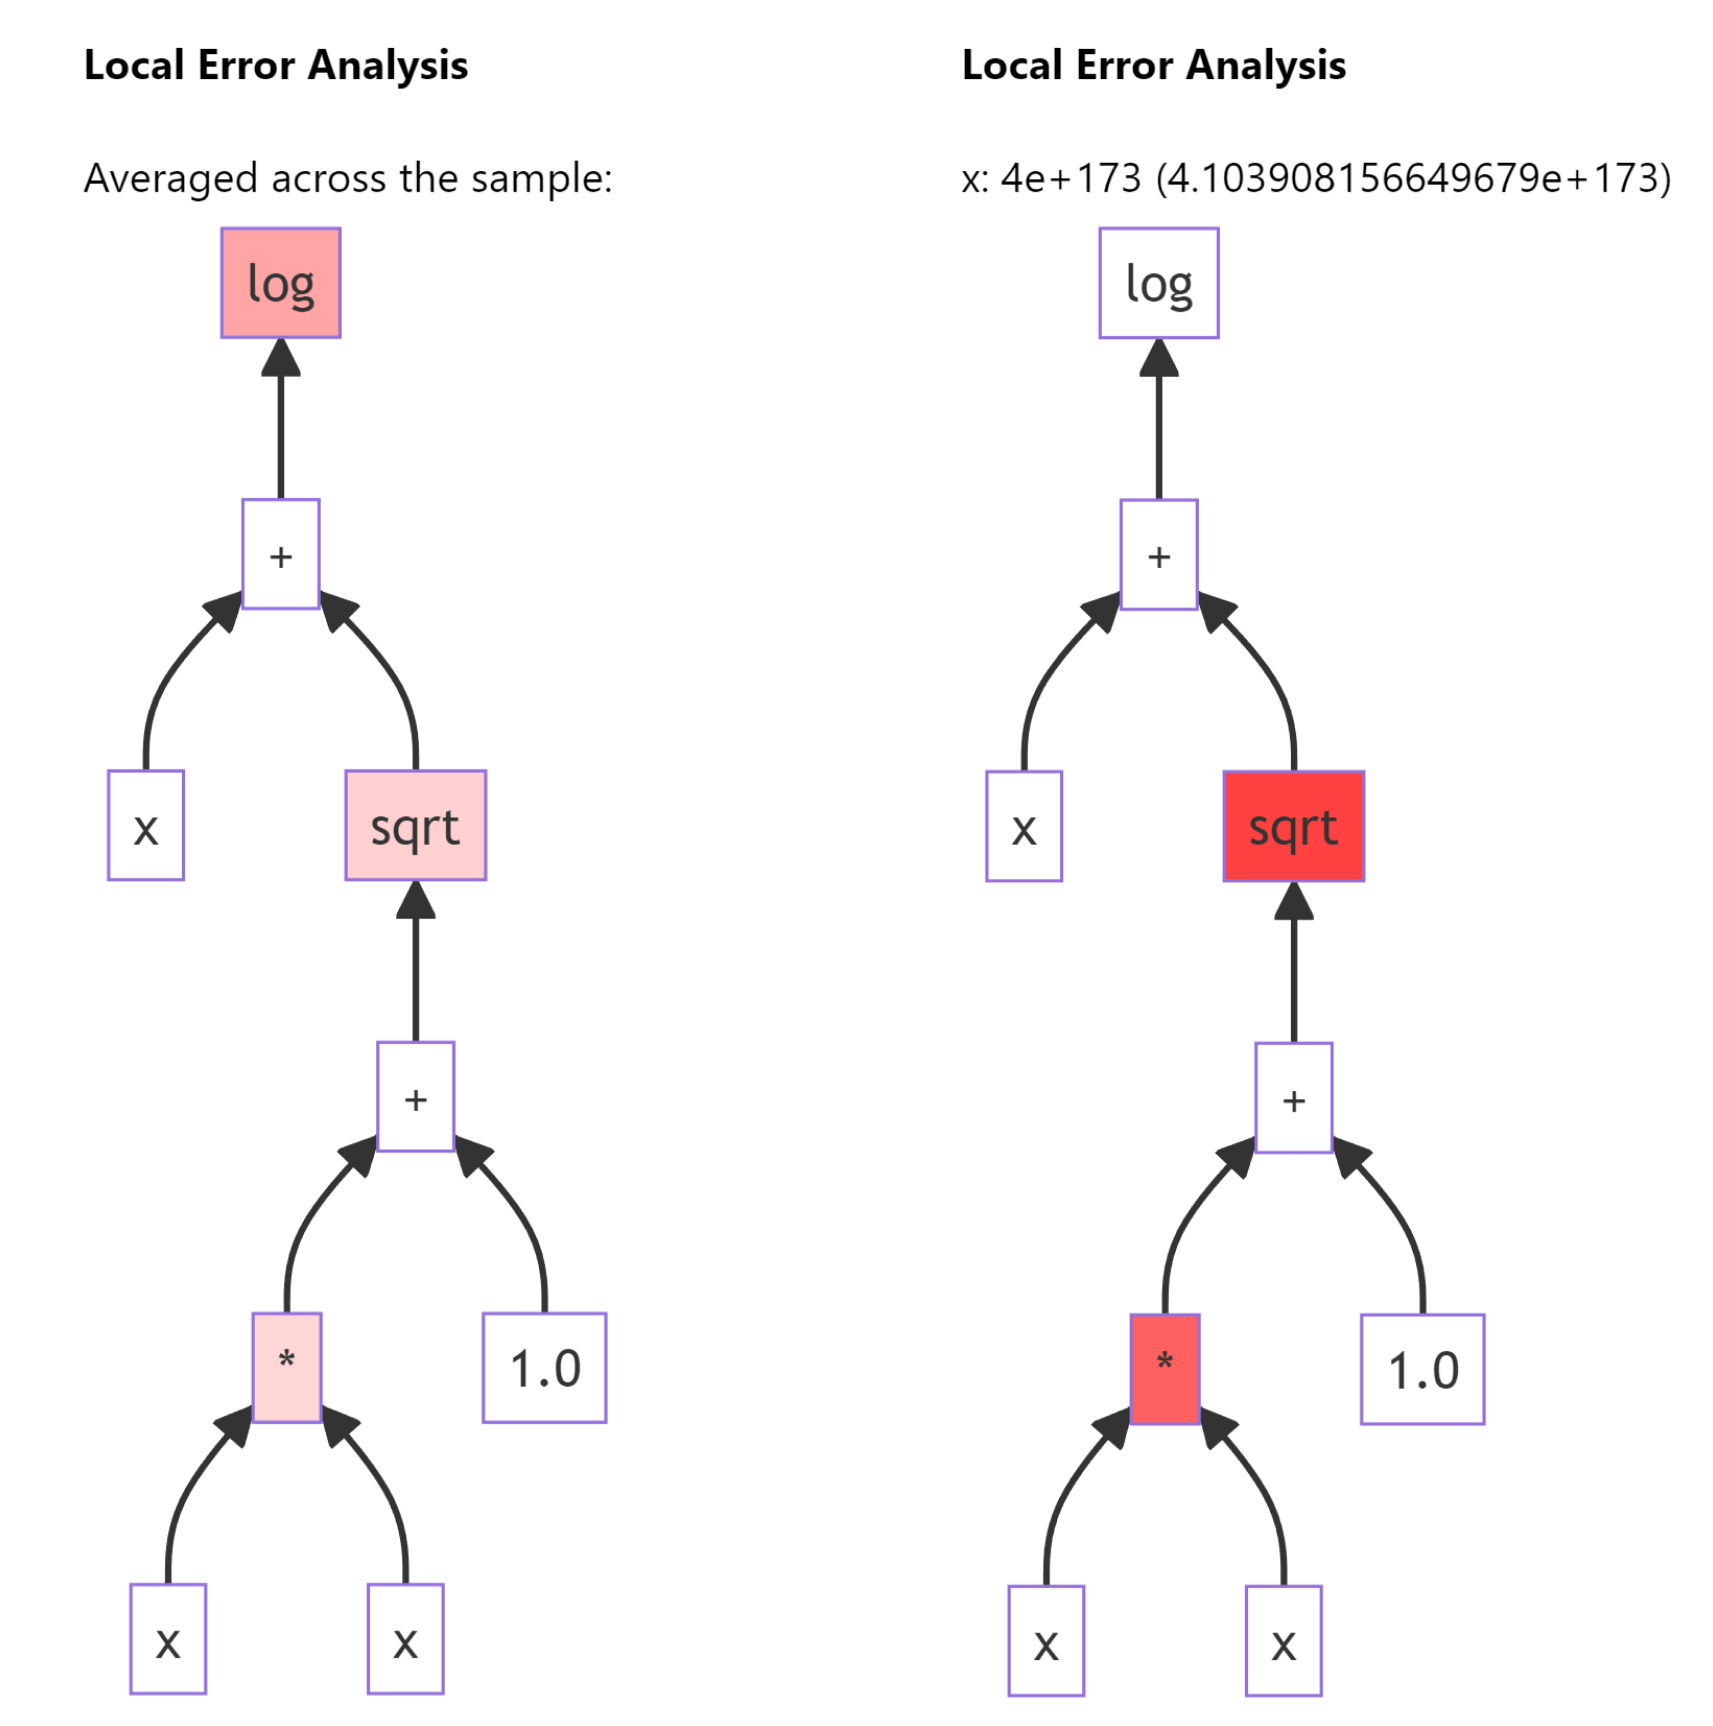 Local Error Analysis
Averaged across the sample:
log
+
x
sqrt
+
*
1.0
x
x
Local Error Analysis
x: 4e+173 (4.103908156649679e+173)
log
+
x
sqrt
+
*
1.0
x
x